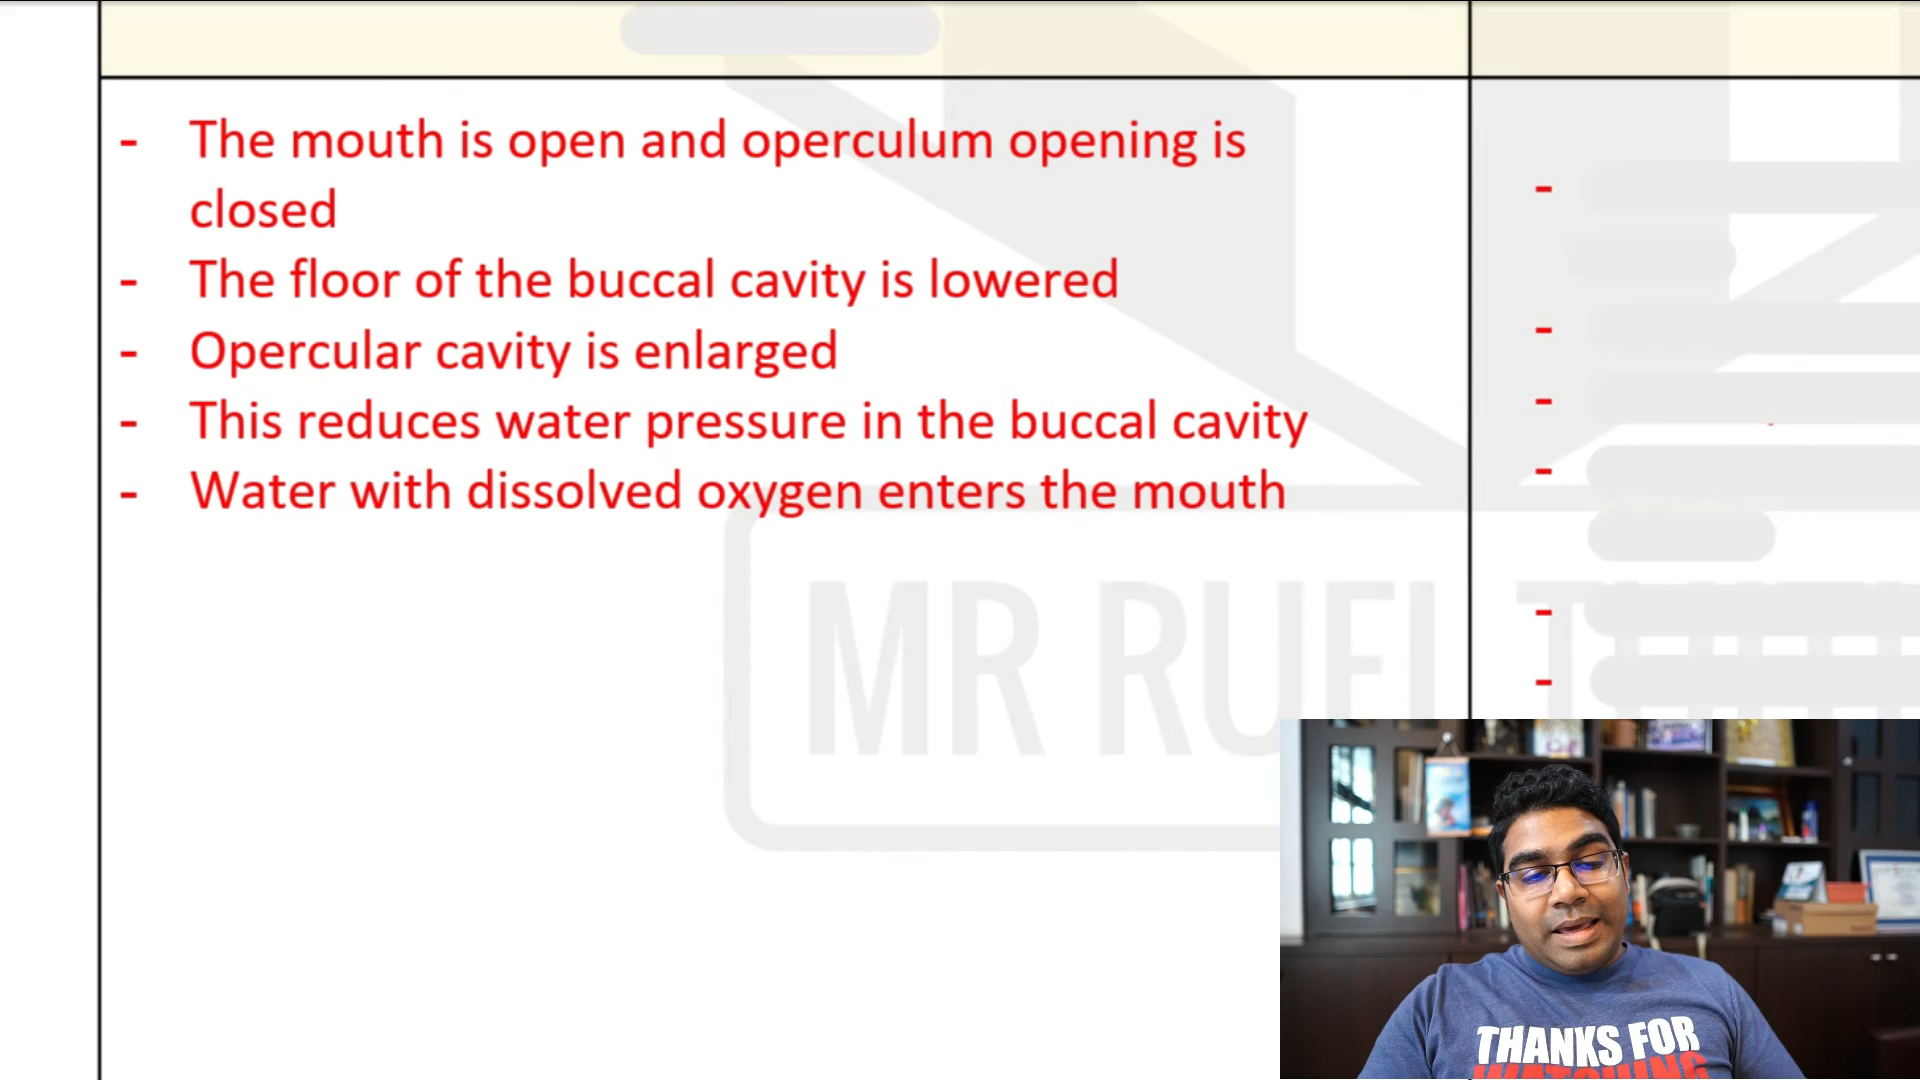 - The mouth is open and operculum opening is
closed
- The floor of the buccal cavity is lowered
- Opercular cavity is enlarged
- This reduces water pressure in the buccal cavity
- Water with dissolved oxygen enters the mouth
-
-
-
-
-
-
MR RUEL
THANKS FOR
WATCHING